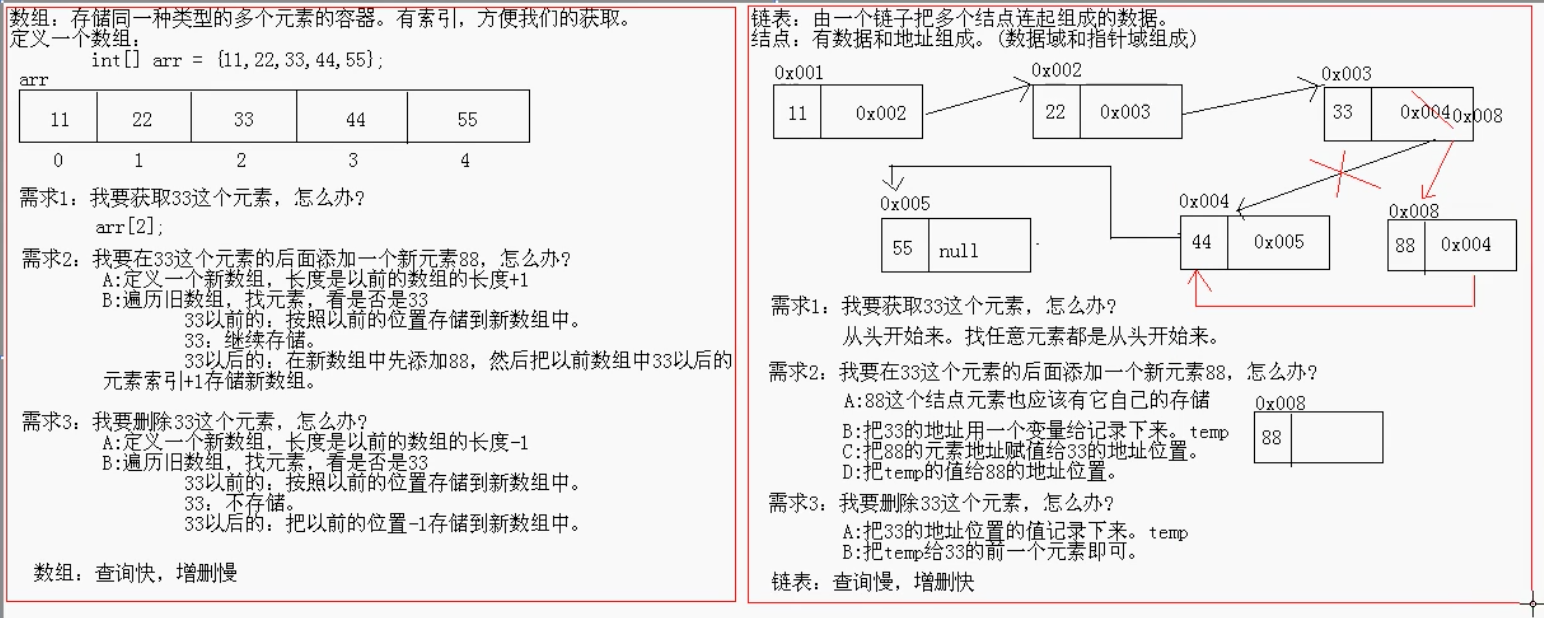 数组：存储同一种类型的多个元素的容器。有索引，方便我们的获取。
定义一个数组：
int[] arr = {11,22,33,44,55};
arr
11 22 33 44 55
0 1 2 3 4
需求1：我要获取33这个元素，怎么办?
arr[2];
需求2：我要在33这个元素的后面添加一个新元素88，怎么办?
A:定义一个新数组，长度是以前的数组的长度+1
B:遍历旧数组，找元素，看是否是33
33以前的：按照以前的位置存储到新数组中。
33：继续存储。
33以后的：在新数组中先添加88，然后把以前数组中33以后的
元素索引+1存储新数组。
需求3：我要删除33这个元素，怎么办?
A:定义一个新数组，长度是以前的数组的长度-1
B:遍历旧数组，找元素，看是否是33
33以前的：按照以前的位置存储到新数组中。
33：不存储。
33以后的：把以前的位置-1存储到新数组中。
数组：查询快，增删慢
链表：由一个链子把多个结点连起组成的数据。
结点：有数据和地址组成。(数据域和指针域组成)
0x001 0x002 0x003
11 0x002 22 0x003 33 0x004 0x008
0x005 0x004 0x008
55 null 44 0x005 88 0x004
需求1：我要获取33这个元素，怎么办?
从头开始来。找任意元素都是从头开始来。
需求2：我要在33这个元素的后面添加一个新元素88，怎么办?
A:88这个结点元素也应该有它自己的存储
0x008
88
B:把33的地址用一个变量给记录下来。temp
C:把88的元素地址赋值给33的地址位置。
D:把temp的值给88的地址位置。
需求3：我要删除33这个元素，怎么办?
A:把33的地址位置的值记录下来。temp
B:把temp给33的前一个元素即可。
链表：查询慢，增删快